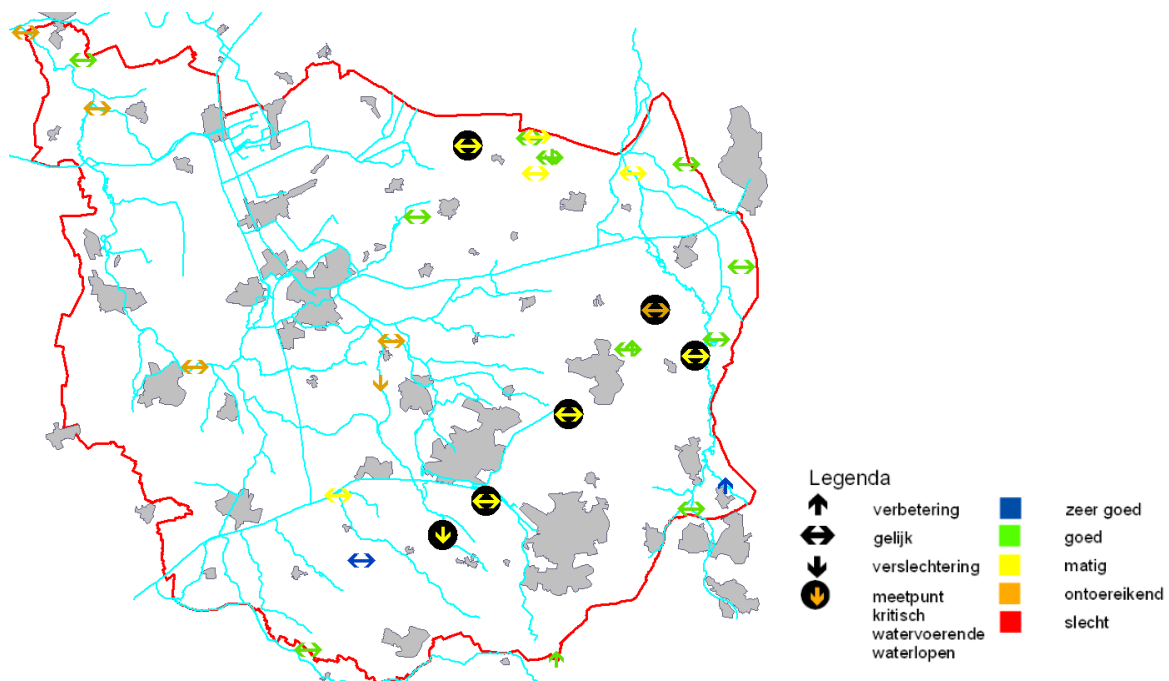 Legenda
verbetering
gelijk
verslechtering
meetpunt
kritisch
watervoerende
waterlopen
zeer goed
goed
matig
ontoereikend
slecht